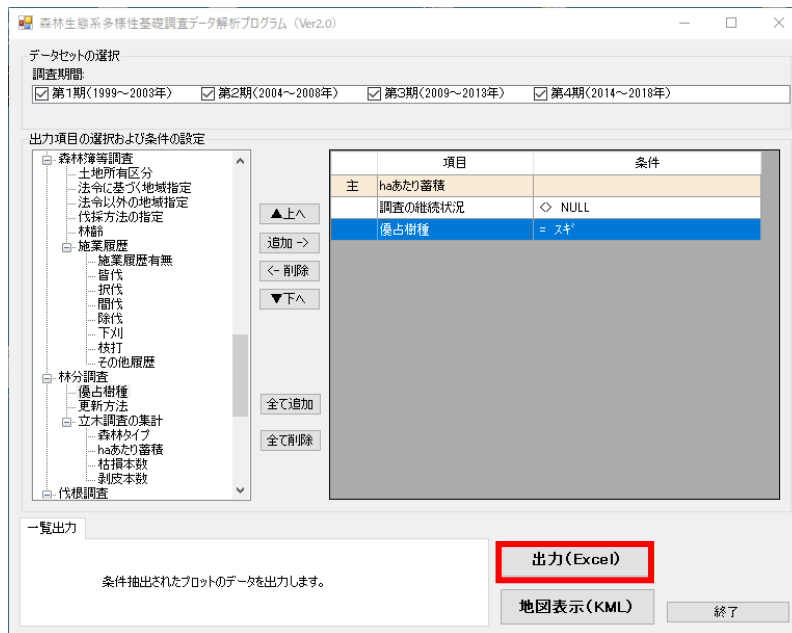 森林生態系多様性基礎調査データ解析プログラム (Ver2.0)
データセットの選択
調査期間:
第1期(1999~2003年) 第2期(2004~2008年) 第3期(2009~2013年) 第4期(2014~2018年)
出力項目の選択および条件の設定
森林簿等調査
土地所有区分
法令に基づく地域指定
法令以外の地域指定
伐採方法の指定
林齢
施業履歴
施業履歴有無
皆伐
択伐
間伐
除伐
下刈
枝打
その他履歴
林分調査
優占樹種
更新方法
立木調査の集計
森林タイプ
haあたり蓄積
枯損本数
剥皮本数
伐根調査
▲上へ
追加 ->
<- 削除
▼下へ
全て追加
全て削除
項目 条件
主 haあたり蓄積
調査の継続状況 <> NULL
優占樹種 = スギ
一覧出力
条件抽出されたプロットのデータを出力します。
出力(Excel)
地図表示(KML)
終了